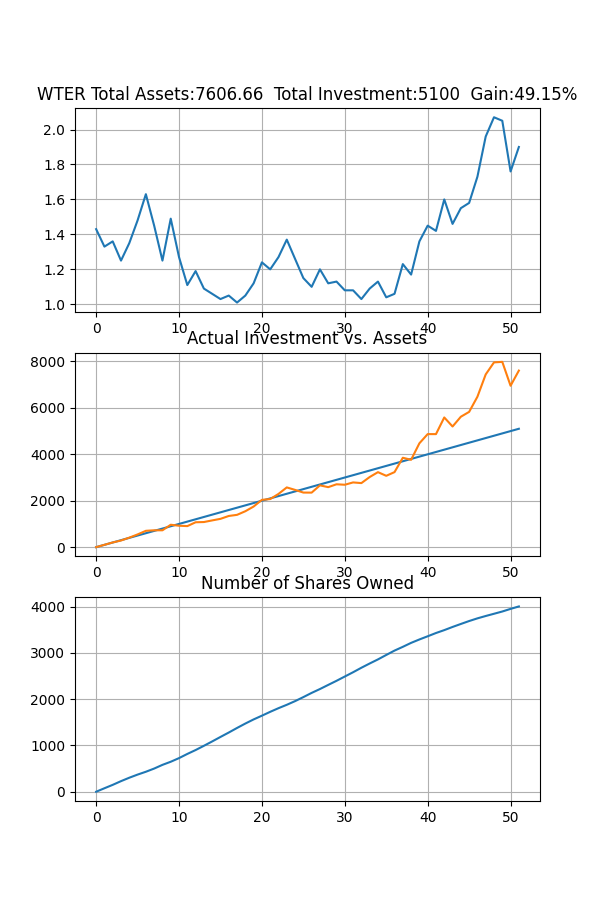 WTER Total Assets:7606.66  Total Investment:5100  Gain:49.15%
2.0
1.8
1.6
1.4
1.2
1.0
0 10 20 30 40 50
Actual Investment vs. Assets
8000
6000
4000
2000
0
0 10 20 30 40 50
Number of Shares Owned
4000
3000
2000
1000
0
0 10 20 30 40 50